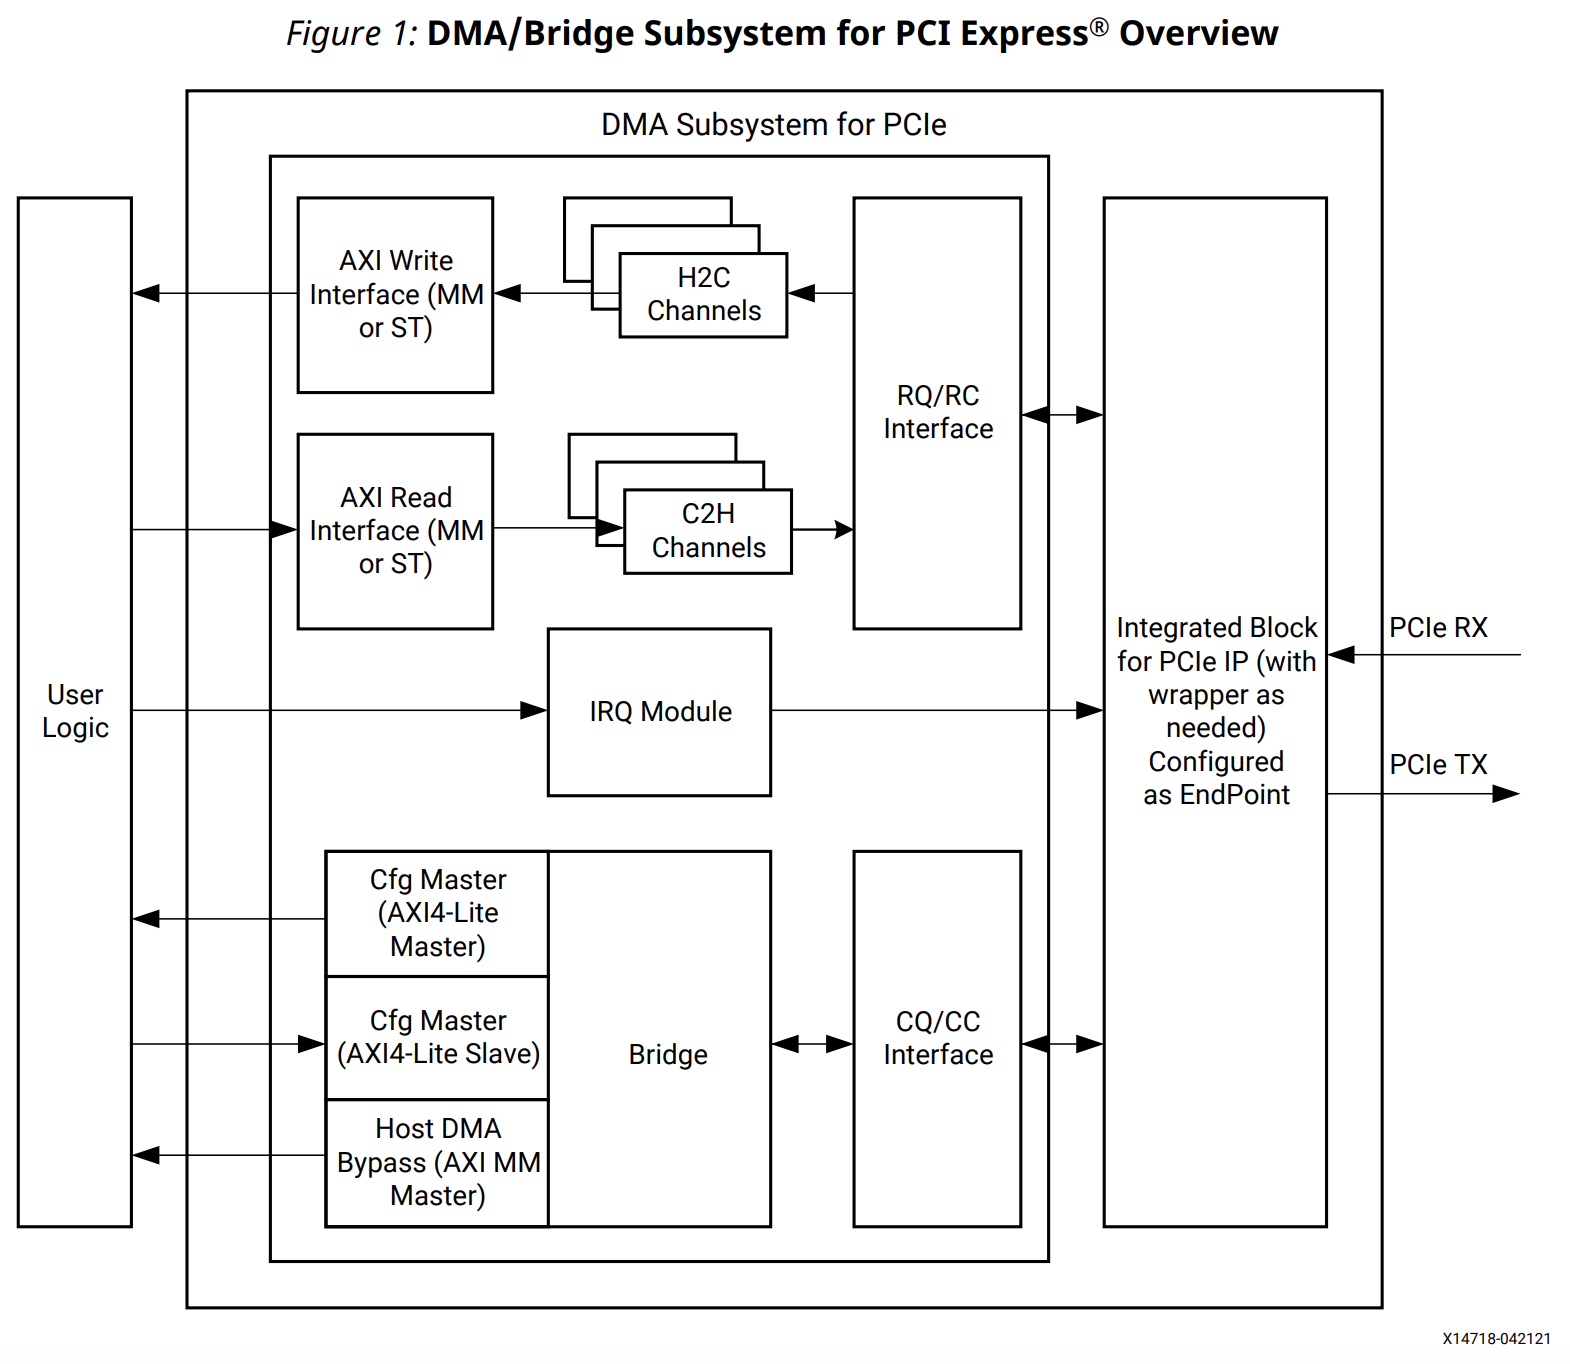 Figure 1: DMA/Bridge Subsystem for PCI Express® Overview
DMA Subsystem for PCIe
AXI Write
Interface (MM
or ST)
H2C
Channels
RQ/RC
Interface
AXI Read
Interface (MM
or ST)
C2H
Channels
User
Logic
IRQ Module
Integrated Block
for PCIe IP (with
wrapper as
needed)
Configured
as EndPoint
PCIe RX
PCIe TX
Cfg Master
(AXI4-Lite
Master)
Cfg Master
(AXI4-Lite Slave)
Host DMA
Bypass (AXI MM
Master)
Bridge
CQ/CC
Interface
X14718-042121